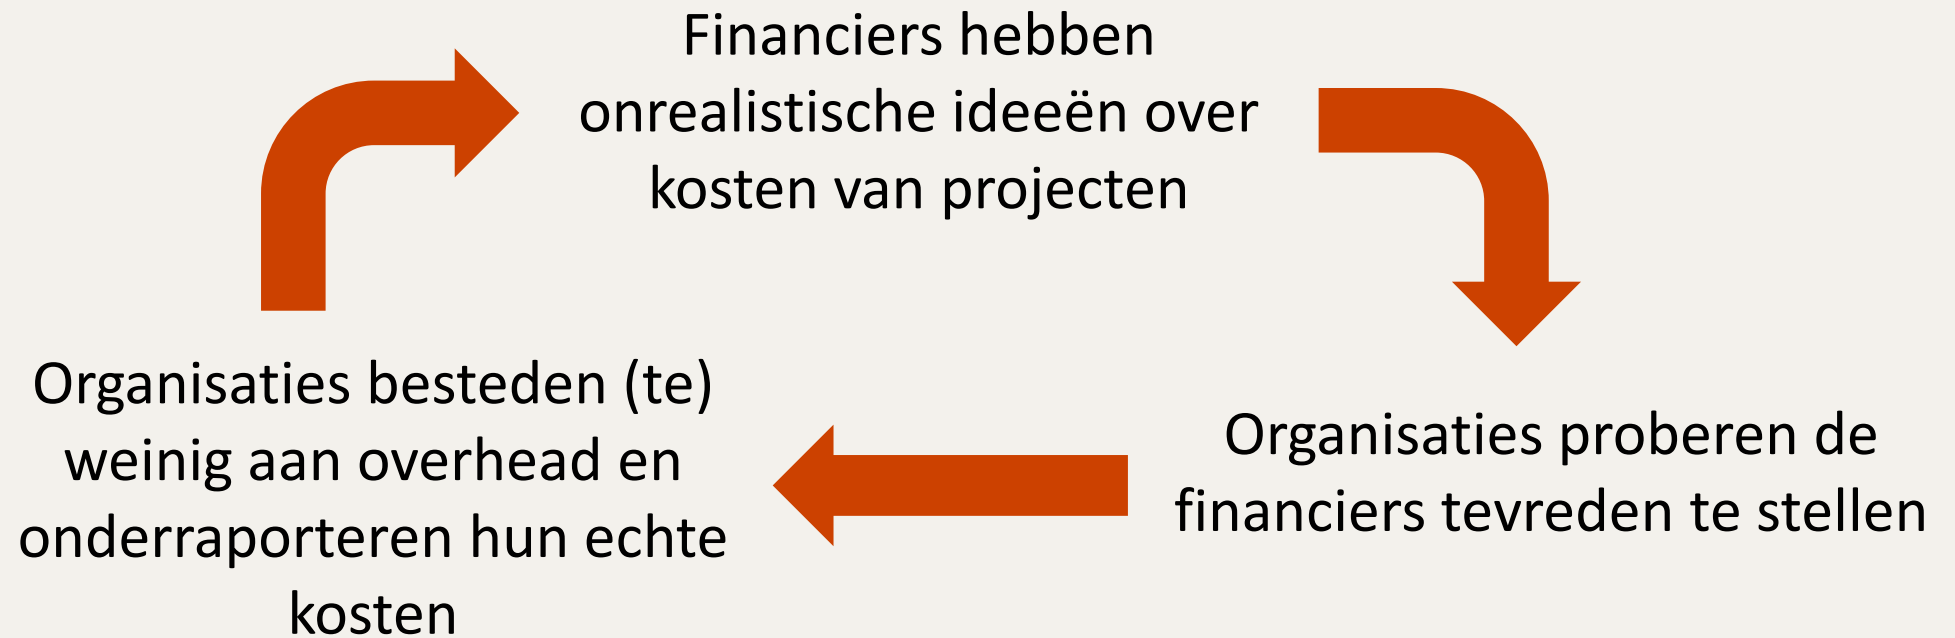 Financiers hebben
onrealistische ideeën over
kosten van projecten
Organisaties proberen de
financiers tevreden te stellen
Organisaties besteden (te)
weinig aan overhead en
onderraporteren hun echte
kosten